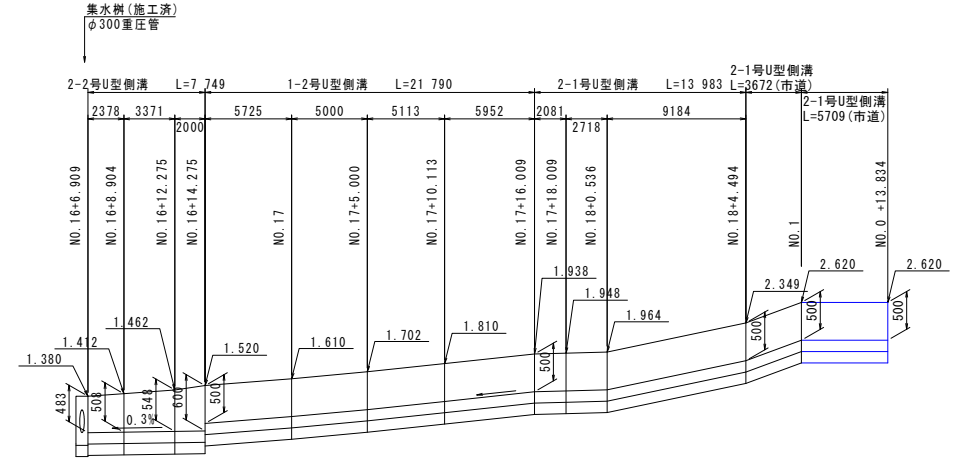 集水桝(施工済)
φ300重圧管
2-2号U型側溝 L=7 749
1-2号U型側溝 L=21 790
2-1号U型側溝 L=13 983
2-1号U型側溝
L=3672(市道)
2-1号U型側溝
L=5709(市道)
2378
3371
2000
5725
5000
5113
5952
2081
2718
9184
NO.16+6.909
NO.16+8.904
NO.16+12.275
NO.16+14.275
NO.17
NO.17+5.000
NO.17+10.113
NO.17+16.009
NO.17+18.009
NO.18+0.536
NO.18+4.494
NO.1
NO.0 +13.834
1.380
1.412
1.462
1.520
1.610
1.702
1.810
1.938
1.948
1.964
2.349
2.620
2.620
483
508
548
600
500
500
500
500
500
0.3%